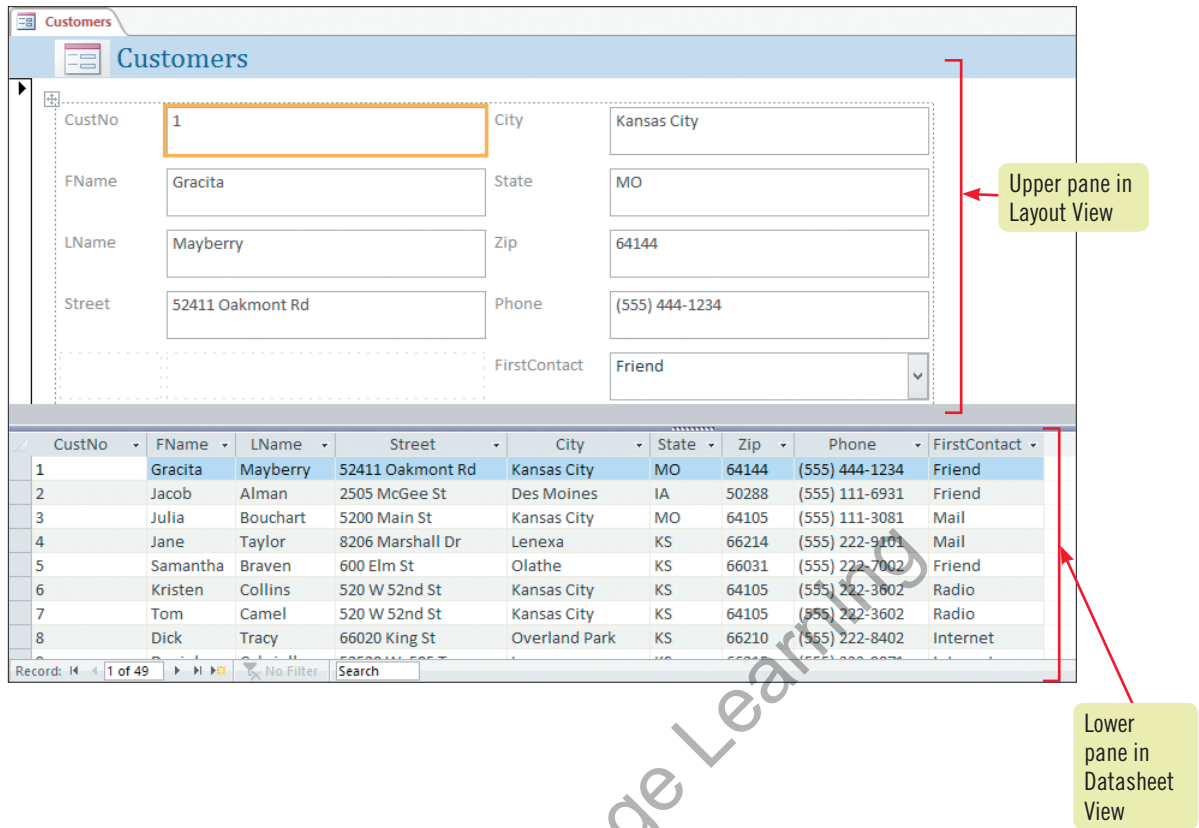 Customers
Customers
CustNo 1 City Kansas City
FName Gracita State MO
LName Mayberry Zip 64144
Street 52411 Oakmont Rd Phone (555) 444-1234
FirstContact Friend
Upper pane in
Layout View
CustNo FName LName Street City State Zip Phone FirstContact
1 Gracita Mayberry 52411 Oakmont Rd Kansas City MO 64144 (555) 444-1234 Friend
2 Jacob Alman 2505 McGee St Des Moines IA 50288 (555) 111-6931 Friend
3 Julia Bouchart 5200 Main St Kansas City MO 64105 (555) 111-3081 Mail
4 Jane Taylor 8206 Marshall Dr Lenexa KS 66214 (555) 222-9101 Mail
5 Samantha Braven 600 Elm St Olathe KS 66031 (555) 222-7002 Friend
6 Kristen Collins 520 W 52nd St Kansas City KS 64105 (555) 222-3602 Radio
7 Tom Camel 520 W 52nd St Kansas City KS 64105 (555) 222-3602 Radio
8 Dick Tracy 66020 King St Overland Park KS 66210 (555) 222-8402 Internet
Record: 1 of 49 No Filter Search
Lower
pane in
Datasheet
View
ge Learning